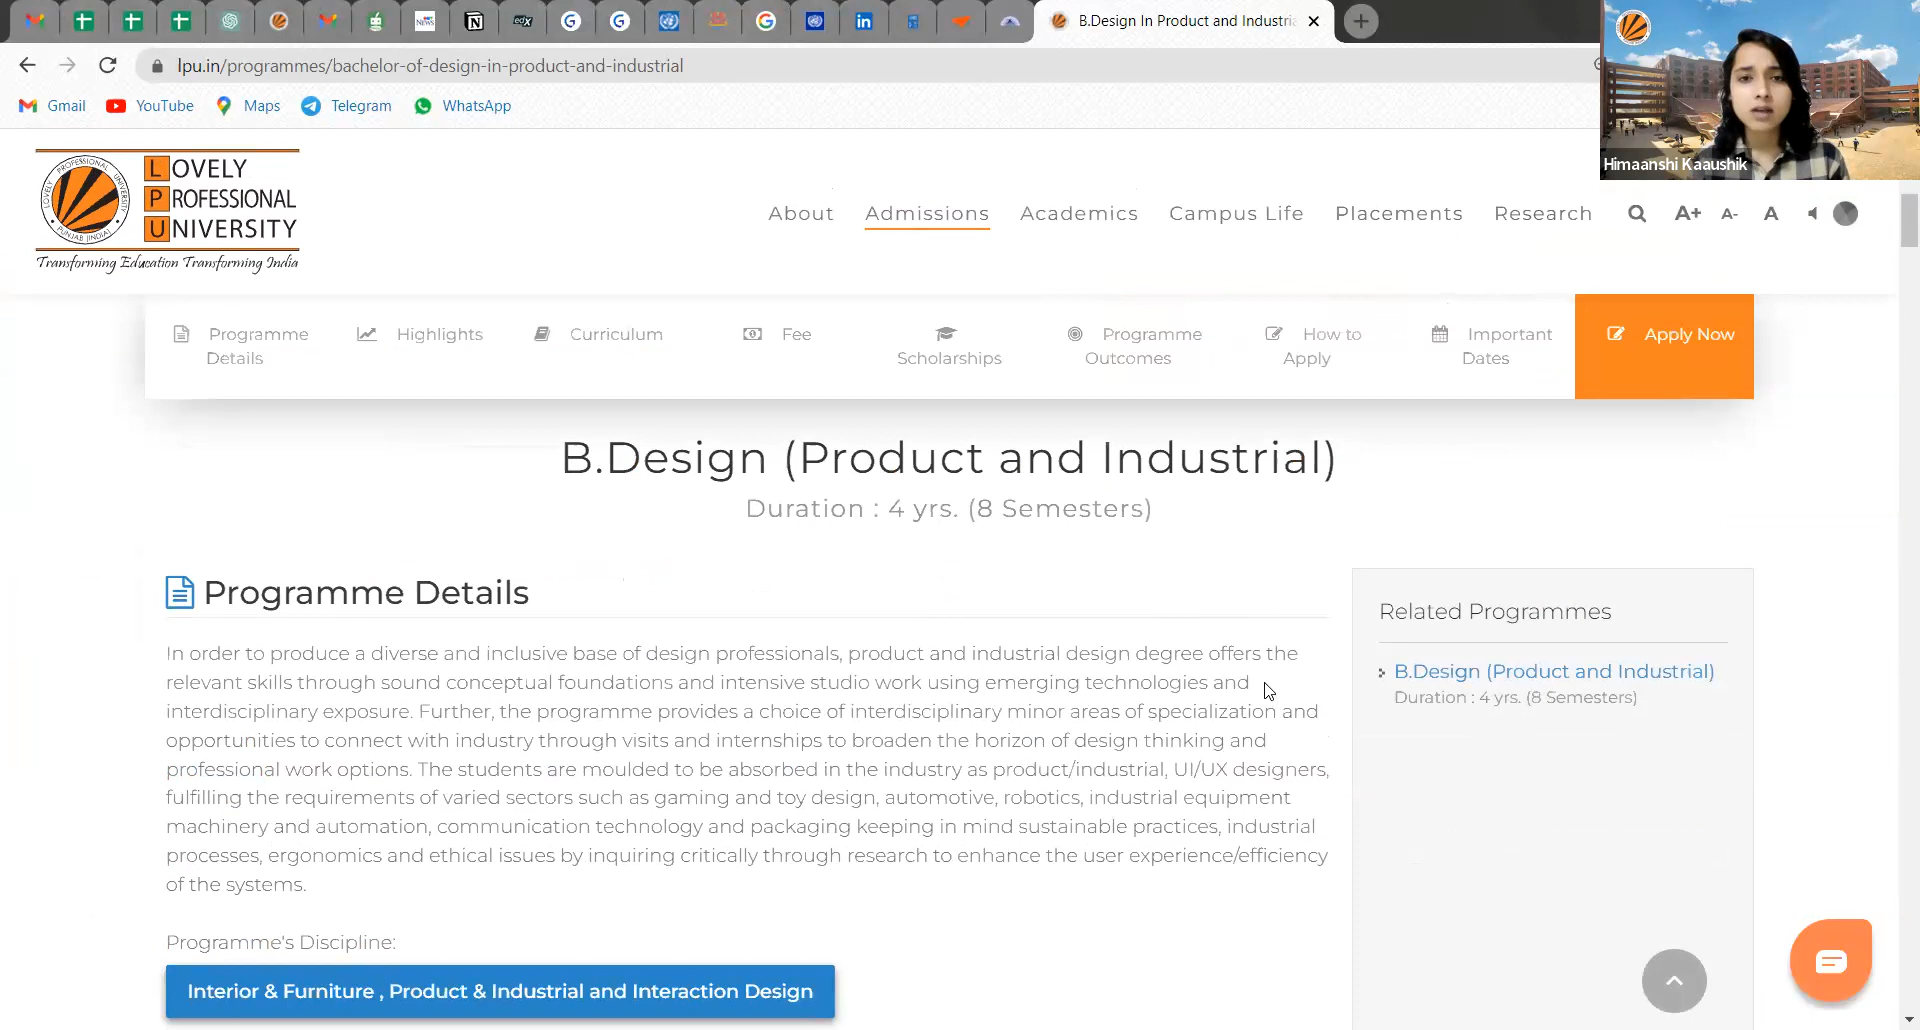 B.Design In Product and Industri
lpu.in/programmes/bachelor-of-design-in-product-and-industrial
Gmail YouTube Maps Telegram WhatsApp
Himaanshi Kaaushik
LOVELY
PROFESSIONAL
UNIVERSITY
Transforming Education Transforming India
About Admissions Academics Campus Life Placements Research A+ A- A
Programme Details
Highlights
Curriculum
Fee
Scholarships
Programme Outcomes
How to Apply
Important Dates
Apply Now
B.Design (Product and Industrial)
Duration : 4 yrs. (8 Semesters)
Programme Details
In order to produce a diverse and inclusive base of design professionals, product and industrial design degree offers the
relevant skills through sound conceptual foundations and intensive studio work using emerging technologies and
interdisciplinary exposure. Further, the programme provides a choice of interdisciplinary minor areas of specialization and
opportunities to connect with industry through visits and internships to broaden the horizon of design thinking and
professional work options. The students are moulded to be absorbed in the industry as product/industrial, UI/UX designers,
fulfilling the requirements of varied sectors such as gaming and toy design, automotive, robotics, industrial equipment
machinery and automation, communication technology and packaging keeping in mind sustainable practices, industrial
processes, ergonomics and ethical issues by inquiring critically through research to enhance the user experience/efficiency
of the systems.
Programme's Discipline:
Interior & Furniture , Product & Industrial and Interaction Design
Related Programmes
B.Design (Product and Industrial)
Duration : 4 yrs. (8 Semesters)